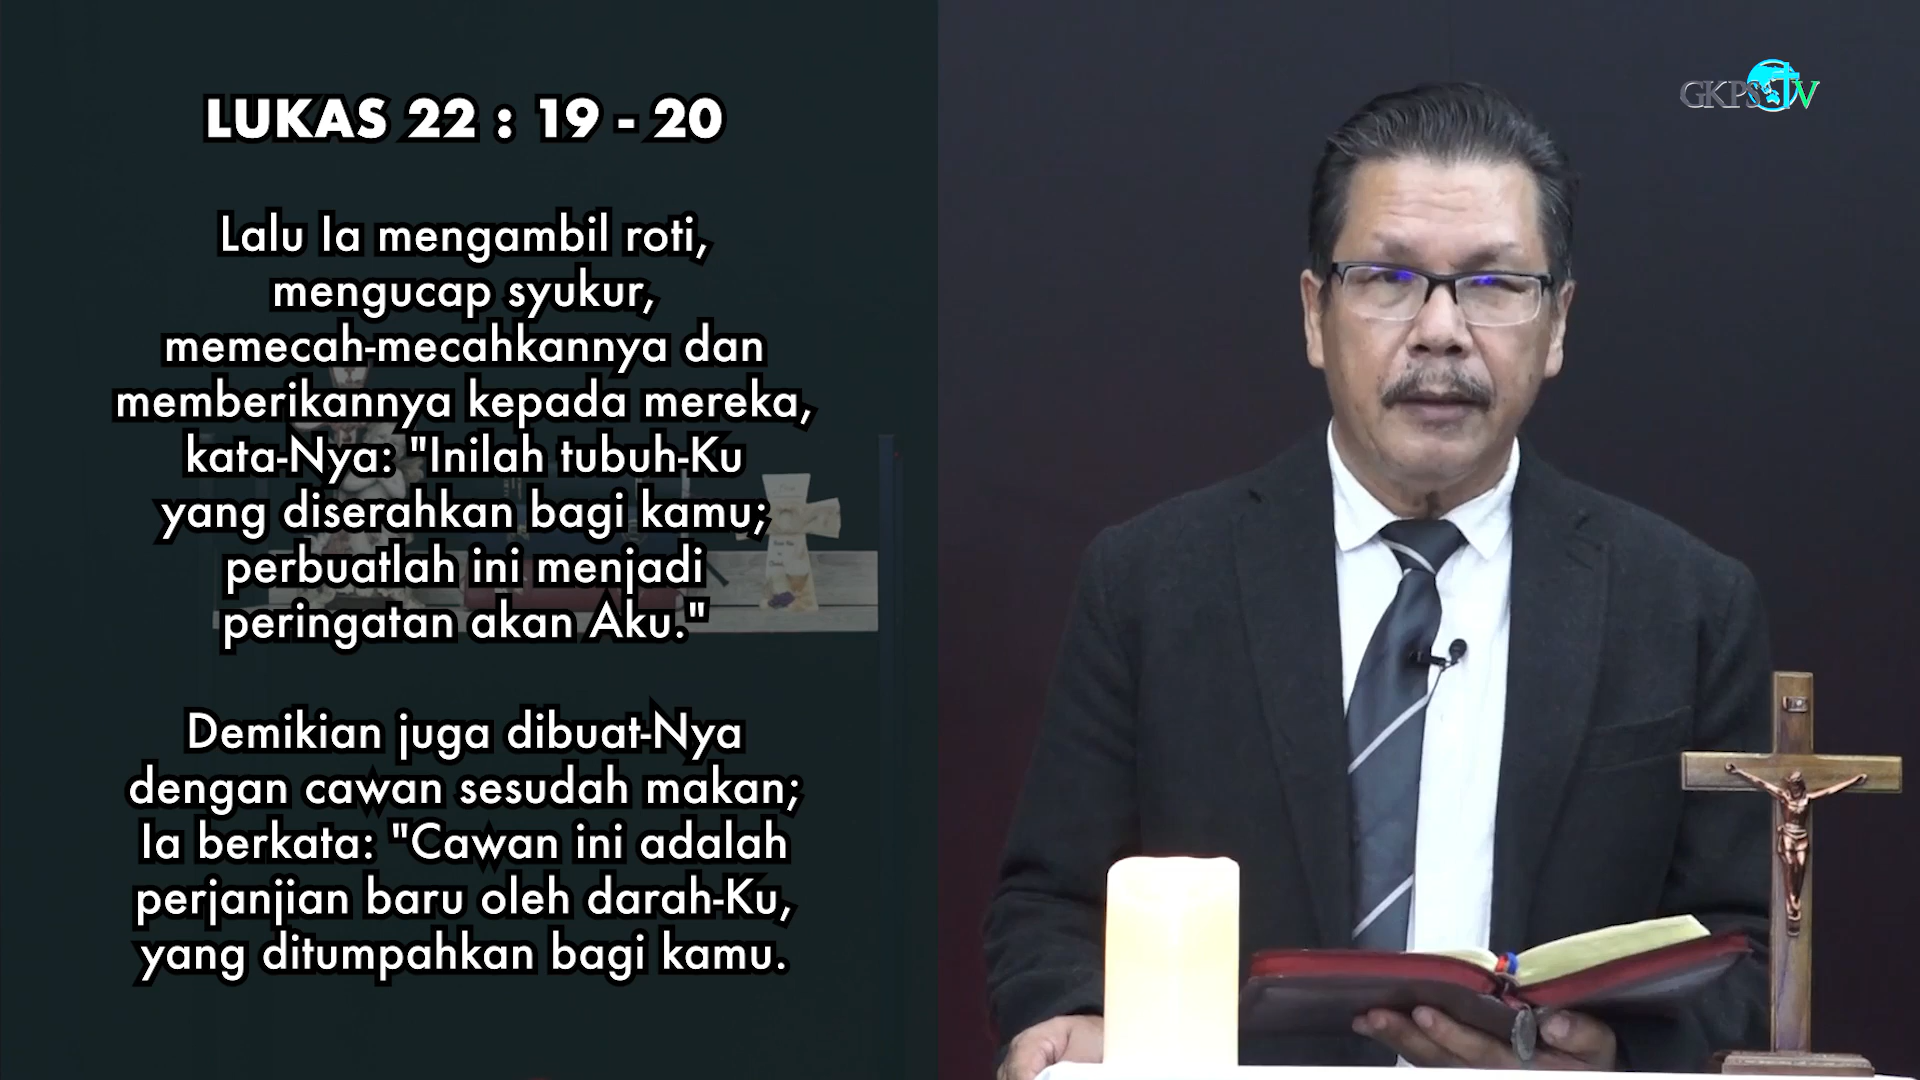 LUKAS 22 : 19 - 20
Lalu Ia mengambil roti,
mengucap syukur,
memecah-mecahkannya dan
memberikannya kepada mereka,
kata-Nya: "Inilah tubuh-Ku
yang diserahkan bagi kamu;
perbuatlah ini menjadi
peringatan akan Aku."
Demikian juga dibuat-Nya
dengan cawan sesudah makan;
Ia berkata: "Cawan ini adalah
perjanjian baru oleh darah-Ku,
yang ditumpahkan bagi kamu.
GKPS TV